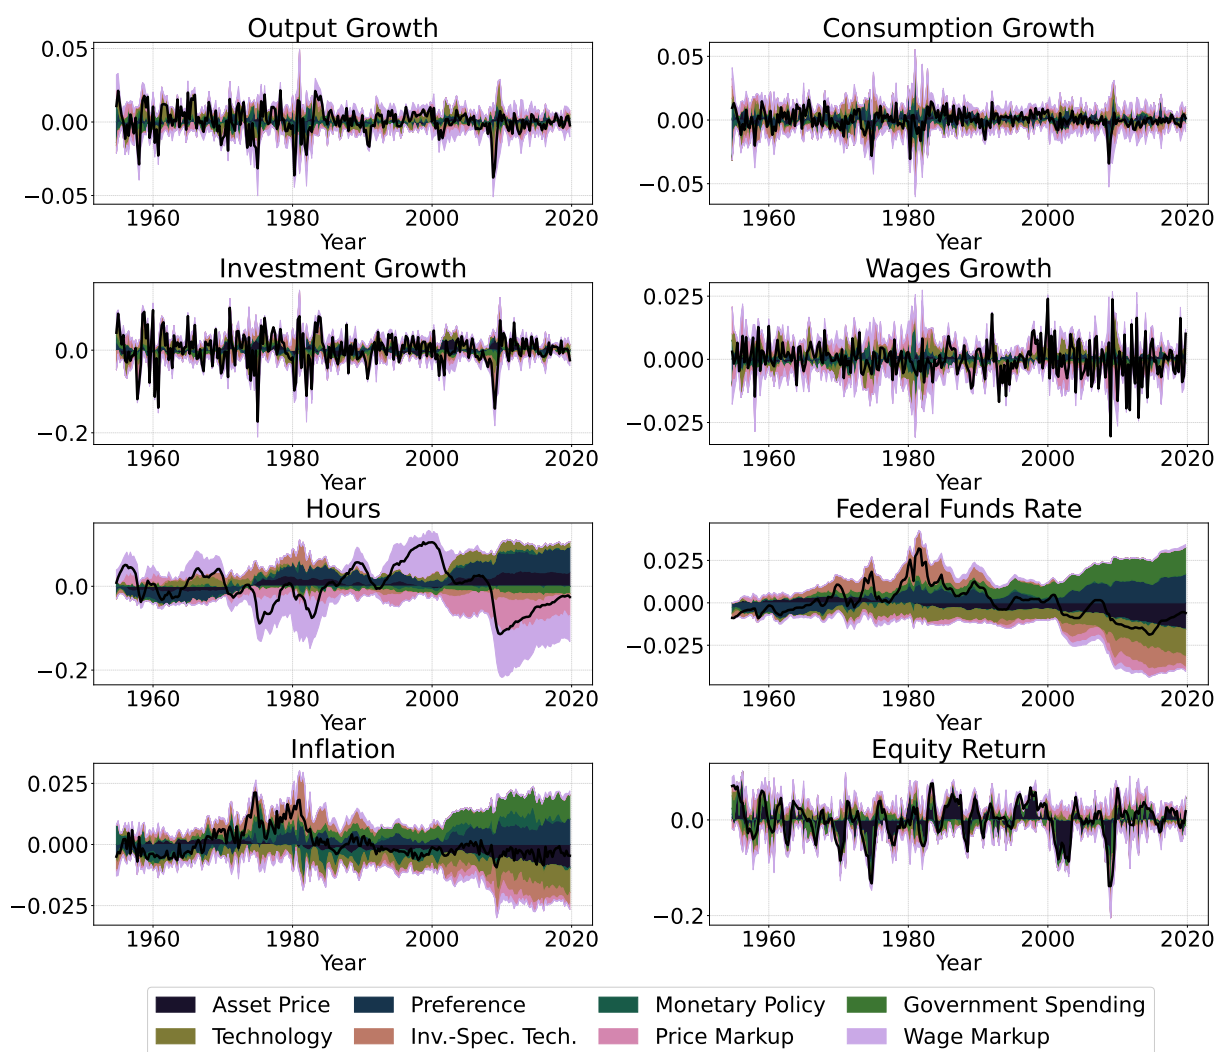 Output Growth
0.05
0.00
−0.05
1960 1980 2000 2020
Year
Consumption Growth
0.05
0.00
−0.05
1960 1980 2000 2020
Year
Investment Growth
0.0
−0.2
1960 1980 2000 2020
Year
Wages Growth
0.025
0.000
−0.025
1960 1980 2000 2020
Year
Hours
0.0
−0.2
1960 1980 2000 2020
Year
Federal Funds Rate
0.025
0.000
−0.025
1960 1980 2000 2020
Year
Inflation
0.025
0.000
−0.025
1960 1980 2000 2020
Year
Equity Return
0.0
−0.2
1960 1980 2000 2020
Year
Asset Price Preference Monetary Policy Government Spending
Technology Inv.-Spec. Tech. Price Markup Wage Markup